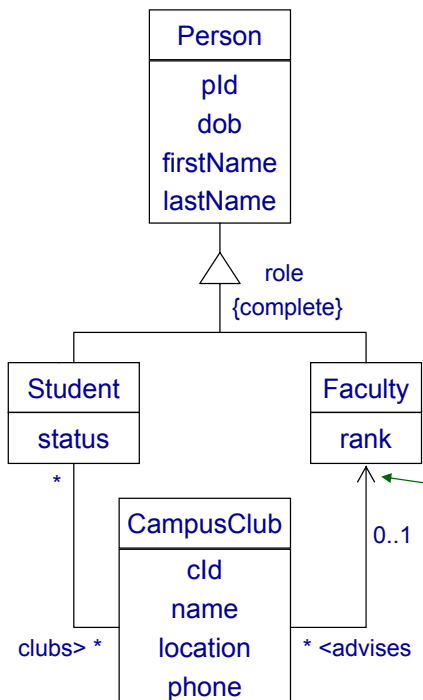 Person
pId
dob
firstName
lastName
role
{complete}
Student
status
Faculty
rank
*
0..1
CampusClub
cId
name
location
phone
clubs> *
* <advises